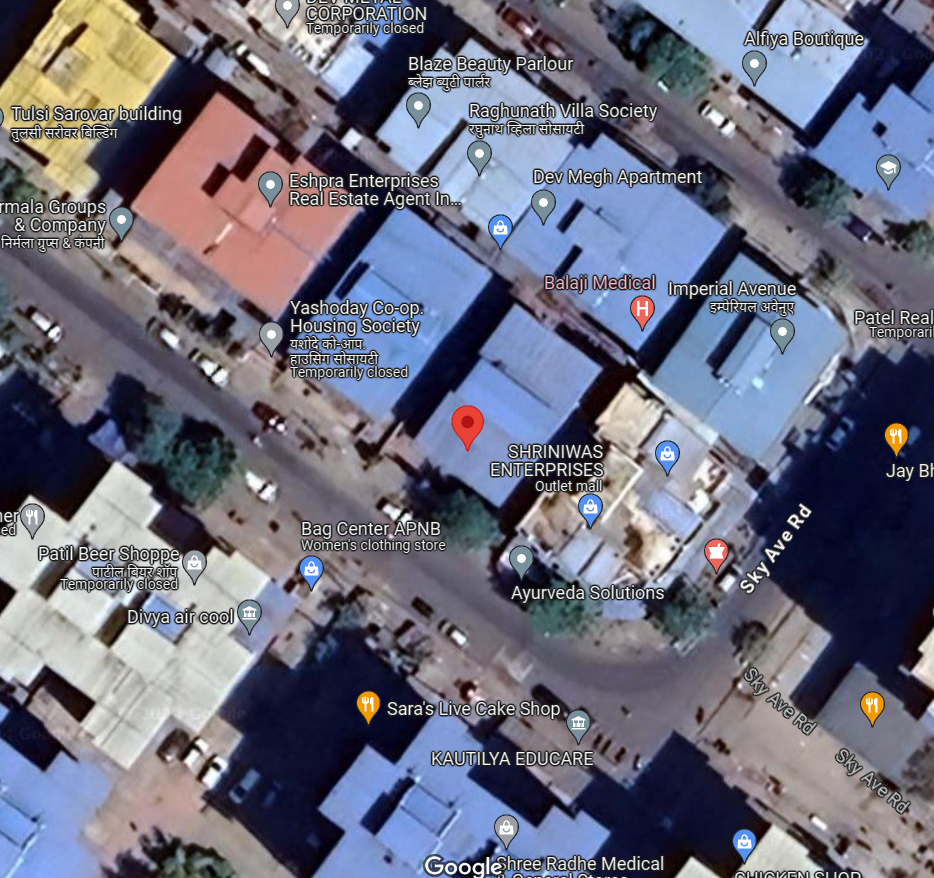 DEV METAL
CORPORATION
Temporarily closed
Alfiya Boutique
Blaze Beauty Parlour
ब्लेझ ब्युटी पार्लर
Tulsi Sarovar building
तुलसी सरोवर बिल्डिंग
Raghunath Villa Society
रघुनाथ व्हिला सोसायटी
Eshpra Enterprises
Real Estate Agent In...
Dev Megh Apartment
rmala Groups
& Company
निर्मला ग्रुप्स & कंपनी
Balaji Medical
H
Imperial Avenue
इम्पेरियल अवेनुए
Yashoday Co-op.
Housing Society
यशोदे को-आप.
हाउसिंग सोसायटी
Temporarily closed
Patel Real
Temporari
SHRINIWAS
ENTERPRISES
Outlet mall
Jay Bh
Sky Ave Rd
Bag Center APNB
Women's clothing store
ner
ed
Patil Beer Shoppe
पाटील बियर शॉप
Temporarily closed
Ayurveda Solutions
Divya air cool
Sky Ave Rd
Sara's Live Cake Shop
KAUTILYA EDUCARE
Sky Ave Rd
Google
Shree Radhe Medical
& General Stores
CHICKEN SHOP